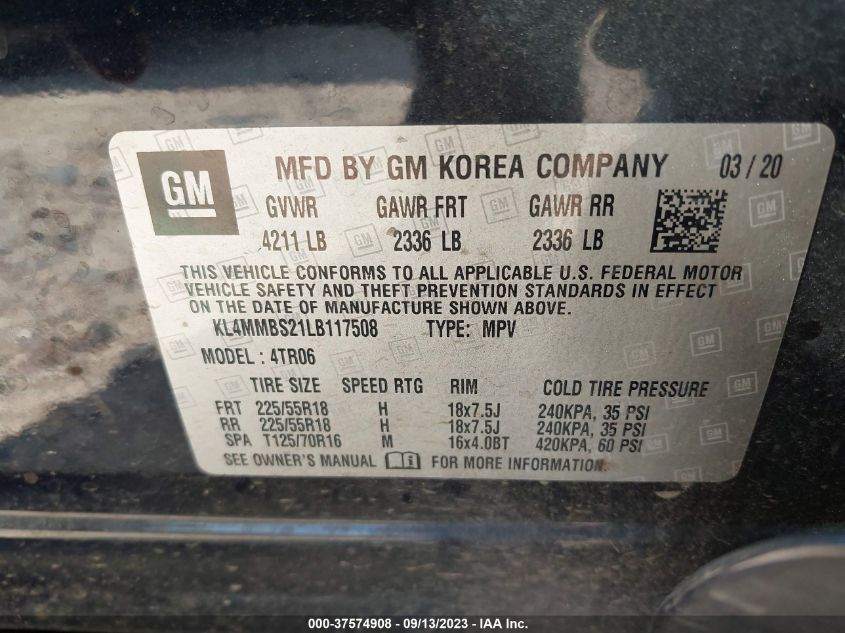 GM MFD BY GM KOREA COMPANY 03 / 20
GVWR GAWR FRT GAWR RR
4211 LB 2336 LB 2336 LB
THIS VEHICLE CONFORMS TO ALL APPLICABLE U.S. FEDERAL MOTOR
VEHICLE SAFETY AND THEFT PREVENTION STANDARDS IN EFFECT
ON THE DATE OF MANUFACTURE SHOWN ABOVE.
KL4MMBS21LB117508 TYPE: MPV
MODEL : 4TR06
TIRE SIZE SPEED RTG RIM COLD TIRE PRESSURE
FRT 225/55R18 H 18x7.5J 240KPA, 35 PSI
RR 225/55R18 H 18x7.5J 240KPA, 35 PSI
SPA T125/70R16 M 16x4.0BT 420KPA, 60 PSI
SEE OWNER'S MANUAL FOR MORE INFORMATION.
000-37574908 - 09/13/2023 - IAA Inc.